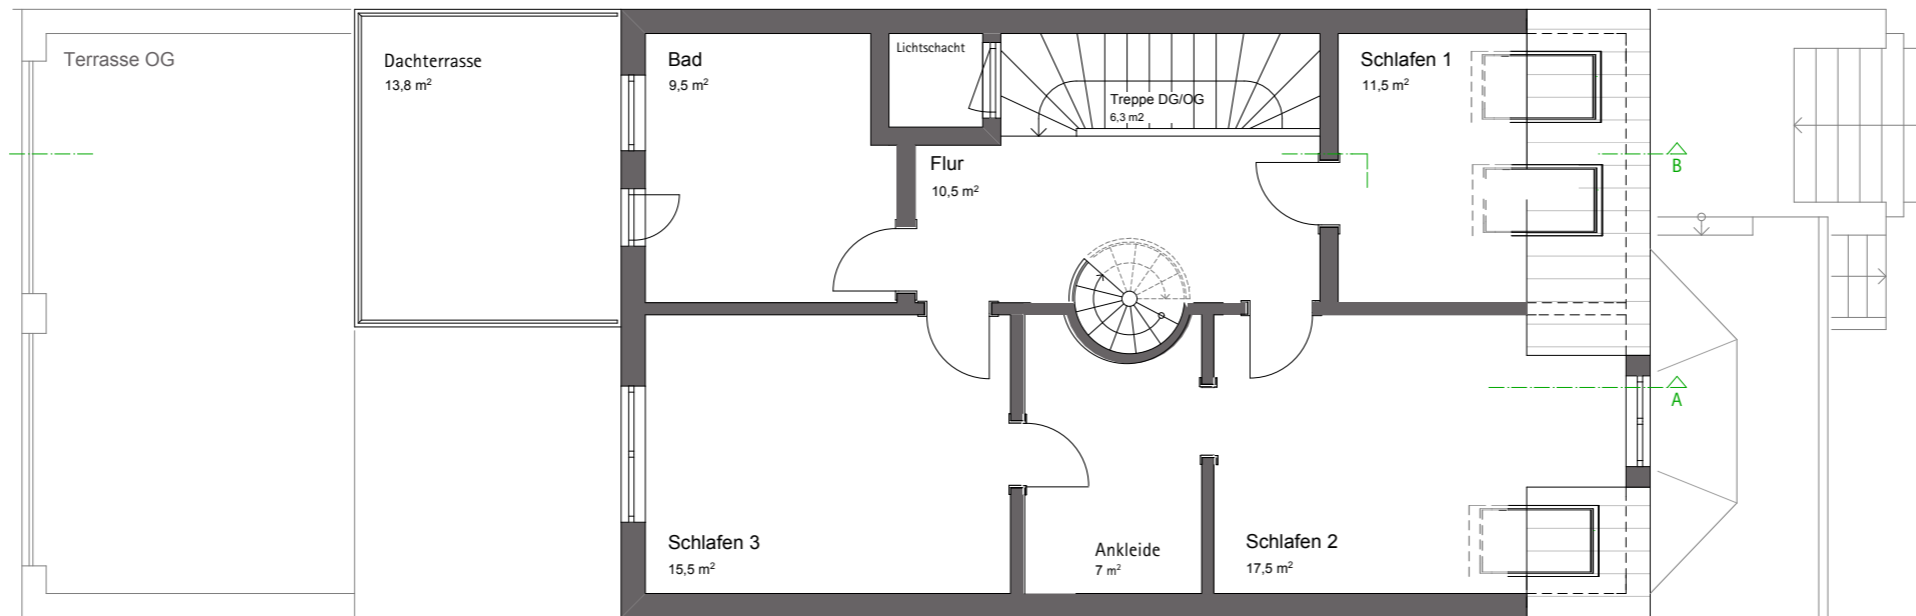 Terrasse OG
Dachterrasse
13,8 m²
Bad
9,5 m²
Lichtschacht
Treppe DG/OG
6,3 m2
Schlafen 1
11,5 m²
Flur
10,5 m²
B
A
Schlafen 3
15,5 m²
Ankleide
7 m²
Schlafen 2
17,5 m²